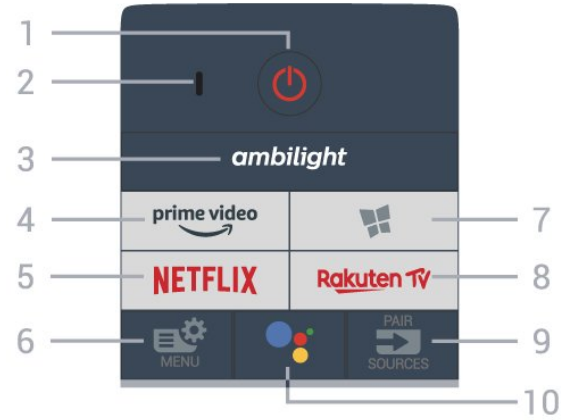 1
2
3 ambilight
4 prime video 7
5 NETFLIX Rakuten TV 8
6 MENU PAIR SOURCES 9
10